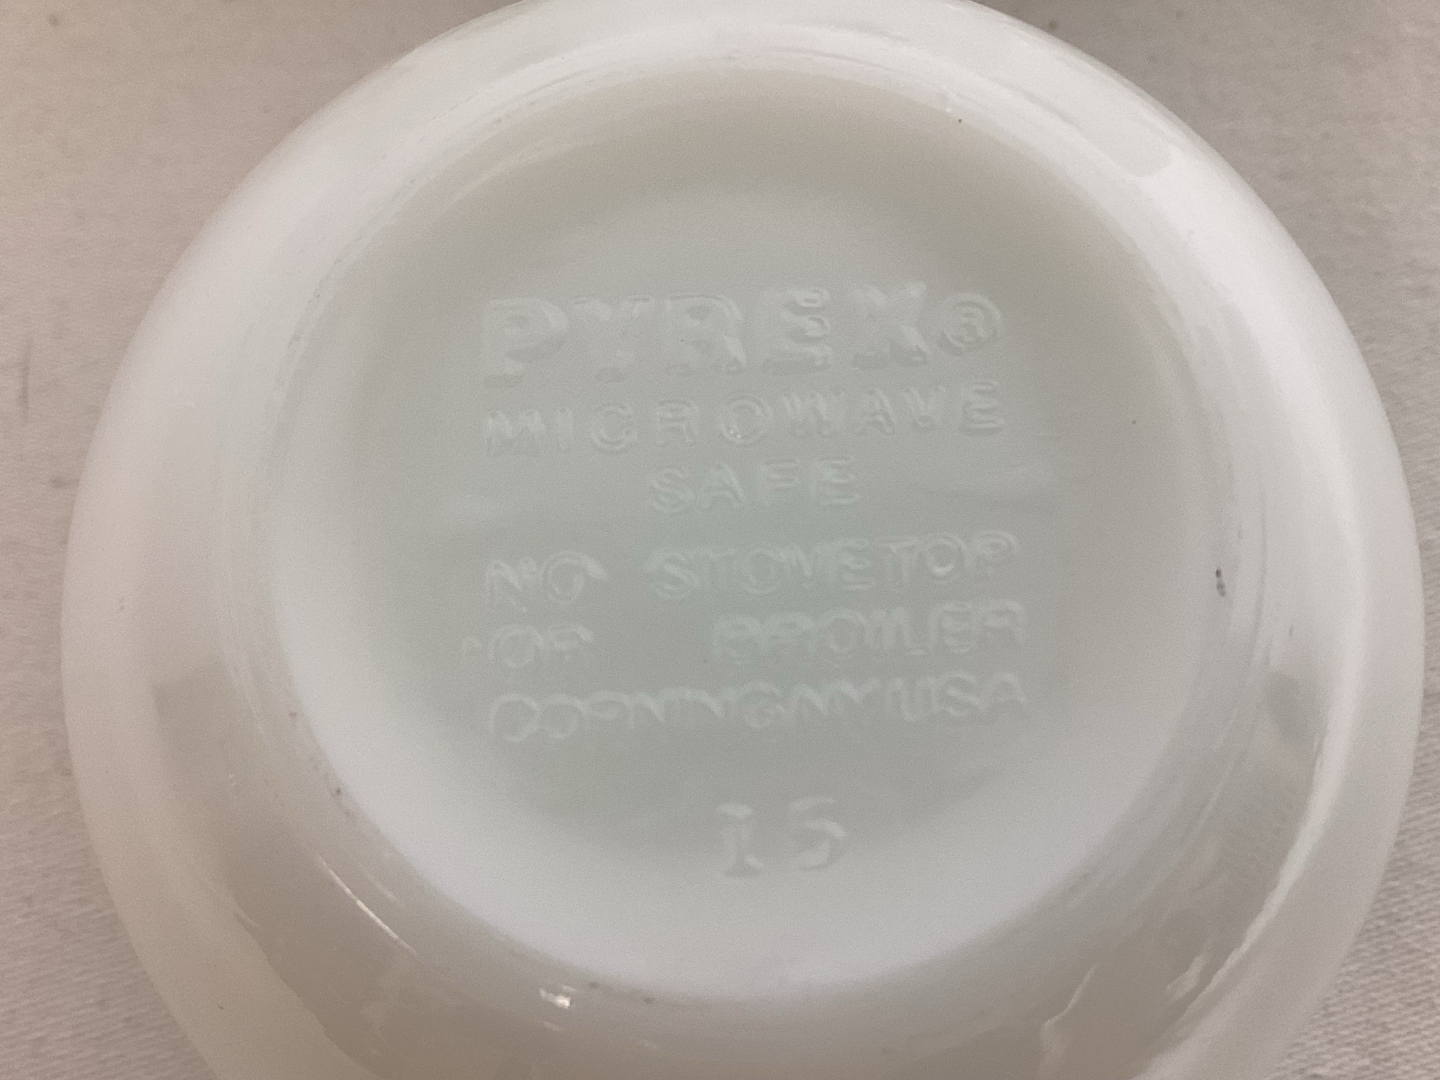 PYREX®
MICROWAVE
SAFE
NO STOVETOP
OR BROILER
CORNING NY USA
15